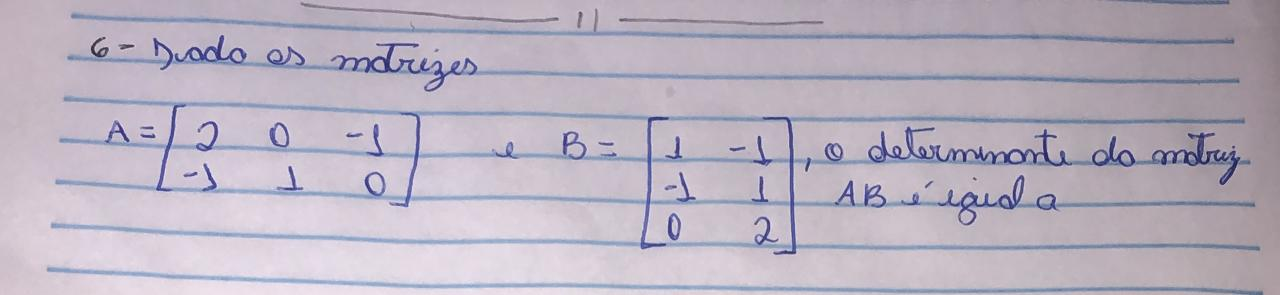 6- Dado as matrizes
A = [ 2 0 -1 ] e B = [ 1 -1 ], o determinante da matriz
[ -1 1 0 ] [ -1 1 ] AB é igual a
[ 0 2 ]